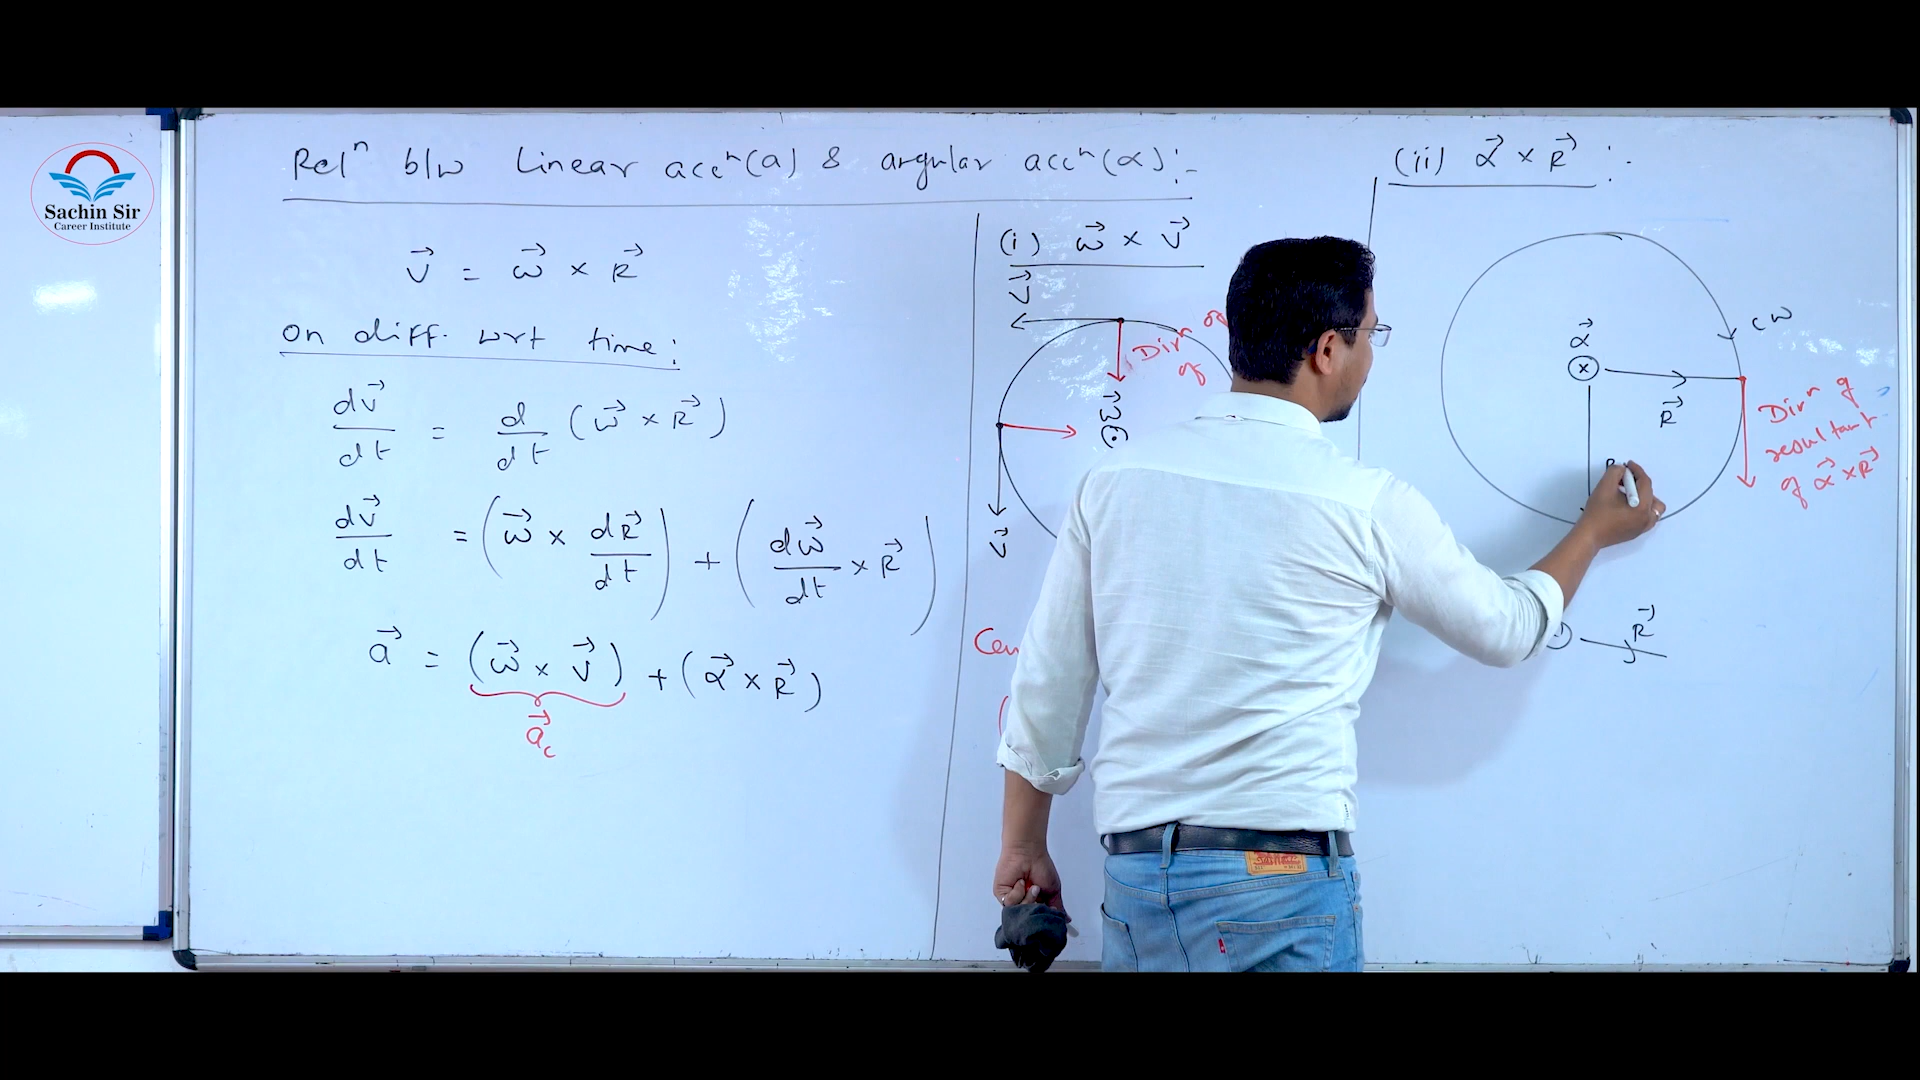 Sachin Sir
Career Institute
Relⁿ b/w Linear accⁿ(a) & angular accⁿ(α):-
v⃗ = ω⃗ × R⃗
on diff. wrt time:
dv⃗/dt = d/dt (ω⃗ × R⃗)
dv⃗/dt = (ω⃗ × dR⃗/dt) + (dω⃗/dt × R⃗)
a⃗ = (ω⃗ × v⃗) + (α⃗ × R⃗)
a⃗c
(i) ω⃗ × v⃗
v⃗
Dirⁿ of
of
ω⃗
v⃗
(ii) α⃗ × R⃗ :-
CW
α⃗
R⃗
Dirⁿ of
resultant
of α⃗ × R⃗
R⃗